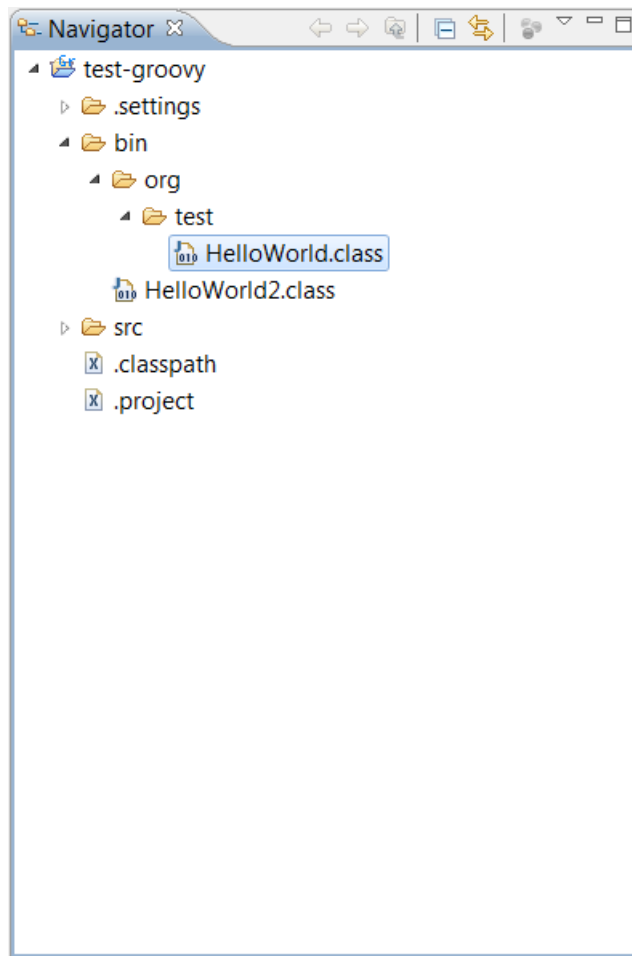 Navigator
test-groovy
.settings
bin
org
test
HelloWorld.class
HelloWorld2.class
src
.classpath
.project